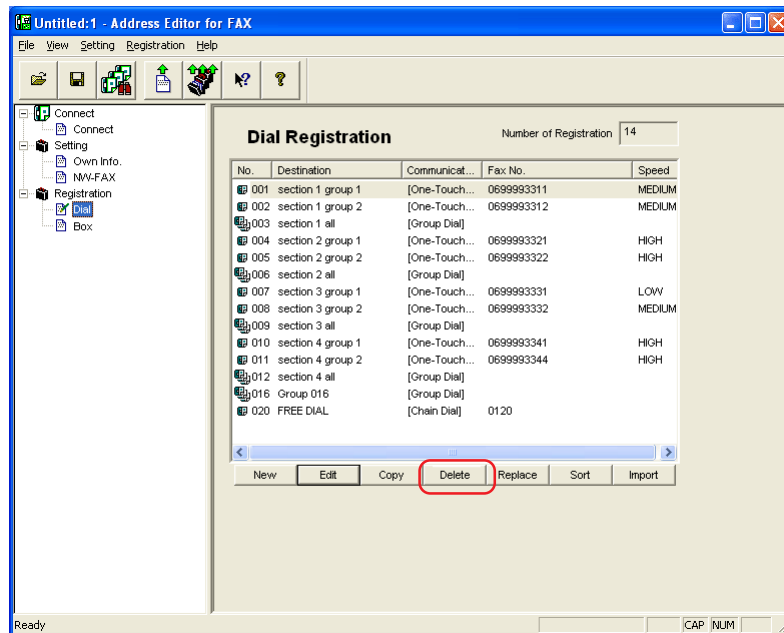 Untitled:1 - Address Editor for FAX
File View Setting Registration Help
Connect
Connect
Setting
Own Info.
NW-FAX
Registration
Dial
Box
Dial Registration
Number of Registration 14
No. Destination Communicat... Fax No. Speed
001 section 1 group 1 [One-Touch... 0699993311 MEDIUM
002 section 1 group 2 [One-Touch... 0699993312 MEDIUM
003 section 1 all [Group Dial]
004 section 2 group 1 [One-Touch... 0699993321 HIGH
005 section 2 group 2 [One-Touch... 0699993322 HIGH
006 section 2 all [Group Dial]
007 section 3 group 1 [One-Touch... 0699993331 LOW
008 section 3 group 2 [One-Touch... 0699993332 MEDIUM
009 section 3 all [Group Dial]
010 section 4 group 1 [One-Touch... 0699993341 HIGH
011 section 4 group 2 [One-Touch... 0699993344 HIGH
012 section 4 all [Group Dial]
016 Group 016 [Group Dial]
020 FREE DIAL [Chain Dial] 0120
New Edit Copy Delete Replace Sort Import
Ready CAP NUM